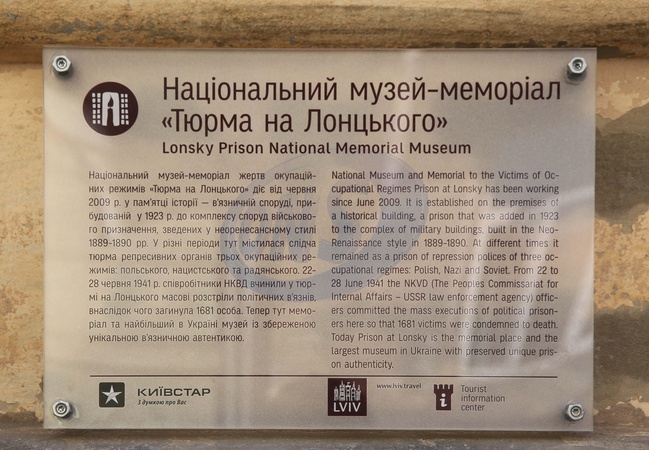 Національний музей-меморіал
«Тюрма на Лонцького»
Lonsky Prison National Memorial Museum
Національний музей-меморіал жертв окупацій-
них режимів «Тюрма на Лонцького» діє від червня
2009 р. у пам'ятці історії – в'язничній споруді, при-
будованій у 1923 р. до комплексу споруд військово-
го призначення, зведених у неоренесансному стилі
1889-1890 рр. У різні періоди тут містилася слідча
тюрма репресивних органів трьох окупаційних ре-
жимів: польського, нацистського та радянського. 22-
28 червня 1941 р. співробітники НКВД вчинили у тюр-
мі на Лонцького масові розстріли політичних в'язнів,
внаслідок чого загинула 1681 особа. Тепер тут мемо-
ріал та найбільший в Україні музей із збереженою
унікальною в'язничною автентикою.
National Museum and Memorial to the Victims of Oc-
cupational Regimes Prison at Lonsky has been working
since June 2009. It is established on the premises of
a historical building, a prison that was added in 1923
to the complex of military buildings, built in the Neo-
Renaissance style in 1889-1890. At different times it
remained as a prison of repression polices of three oc-
cupational regimes: Polish, Nazi and Soviet. From 22 to
28 June 1941 the NKVD (The Peoples Commissariat for
Internal Affairs – USSR law enforcement agency) offic-
ers committed the mass executions of political prison-
ers here so that 1681 victims were condemned to death.
Today Prison at Lonsky is the memorial place and the
largest museum in Ukraine with preserved unique pris-
on authenticity.
КИЇВСТАР
З думкою про Вас
LVIV
www.lviv.travel
Tourist
information
center